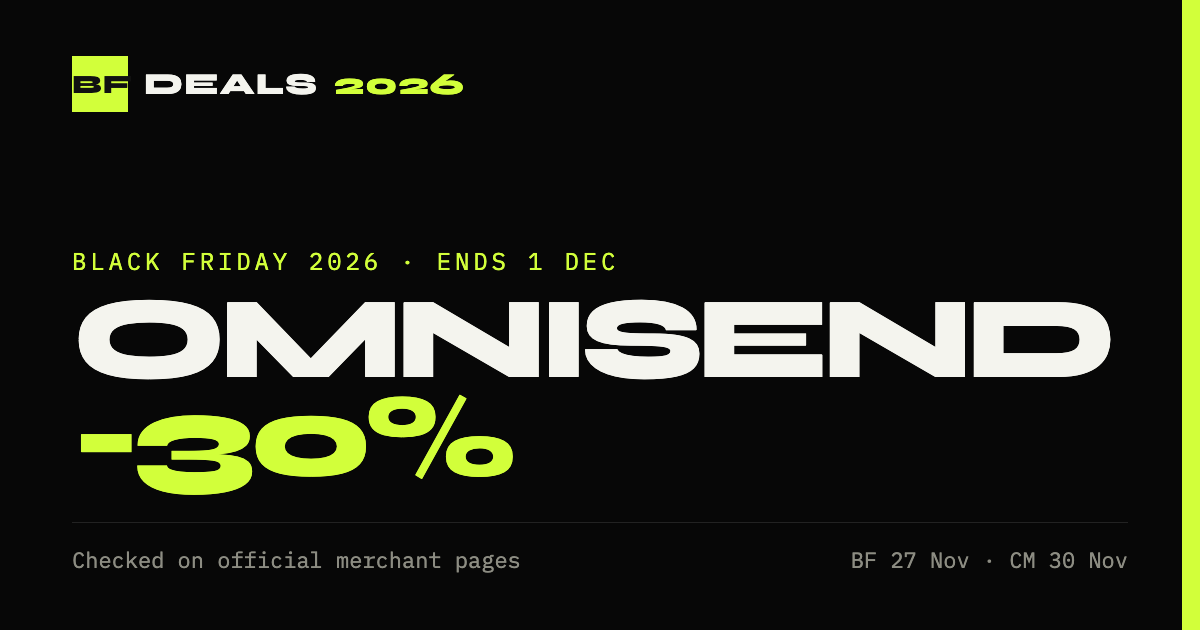 BF DEALS 2026
BLACK FRIDAY 2026 · ENDS 1 DEC
OMNISEND
-30%
Checked on official merchant pages
BF 27 Nov · CM 30 Nov